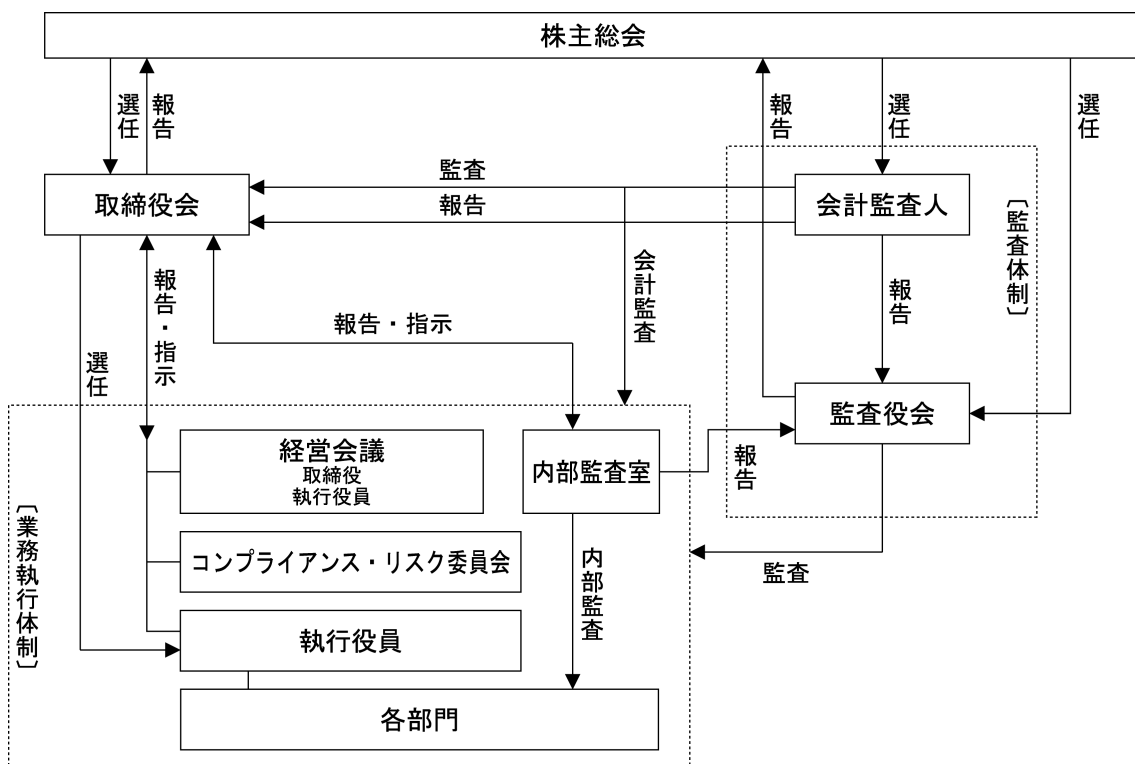 株主総会
選任
報告
報告
選任
選任
取締役会
監査
報告
会計監査人
〔監査体制〕
報告・指示
報告・指示
会計監査
報告
選任
監査役会
経営会議
取締役
執行役員
内部監査室
報告
〔業務執行体制〕
コンプライアンス・リスク委員会
内部監査
監査
執行役員
各部門